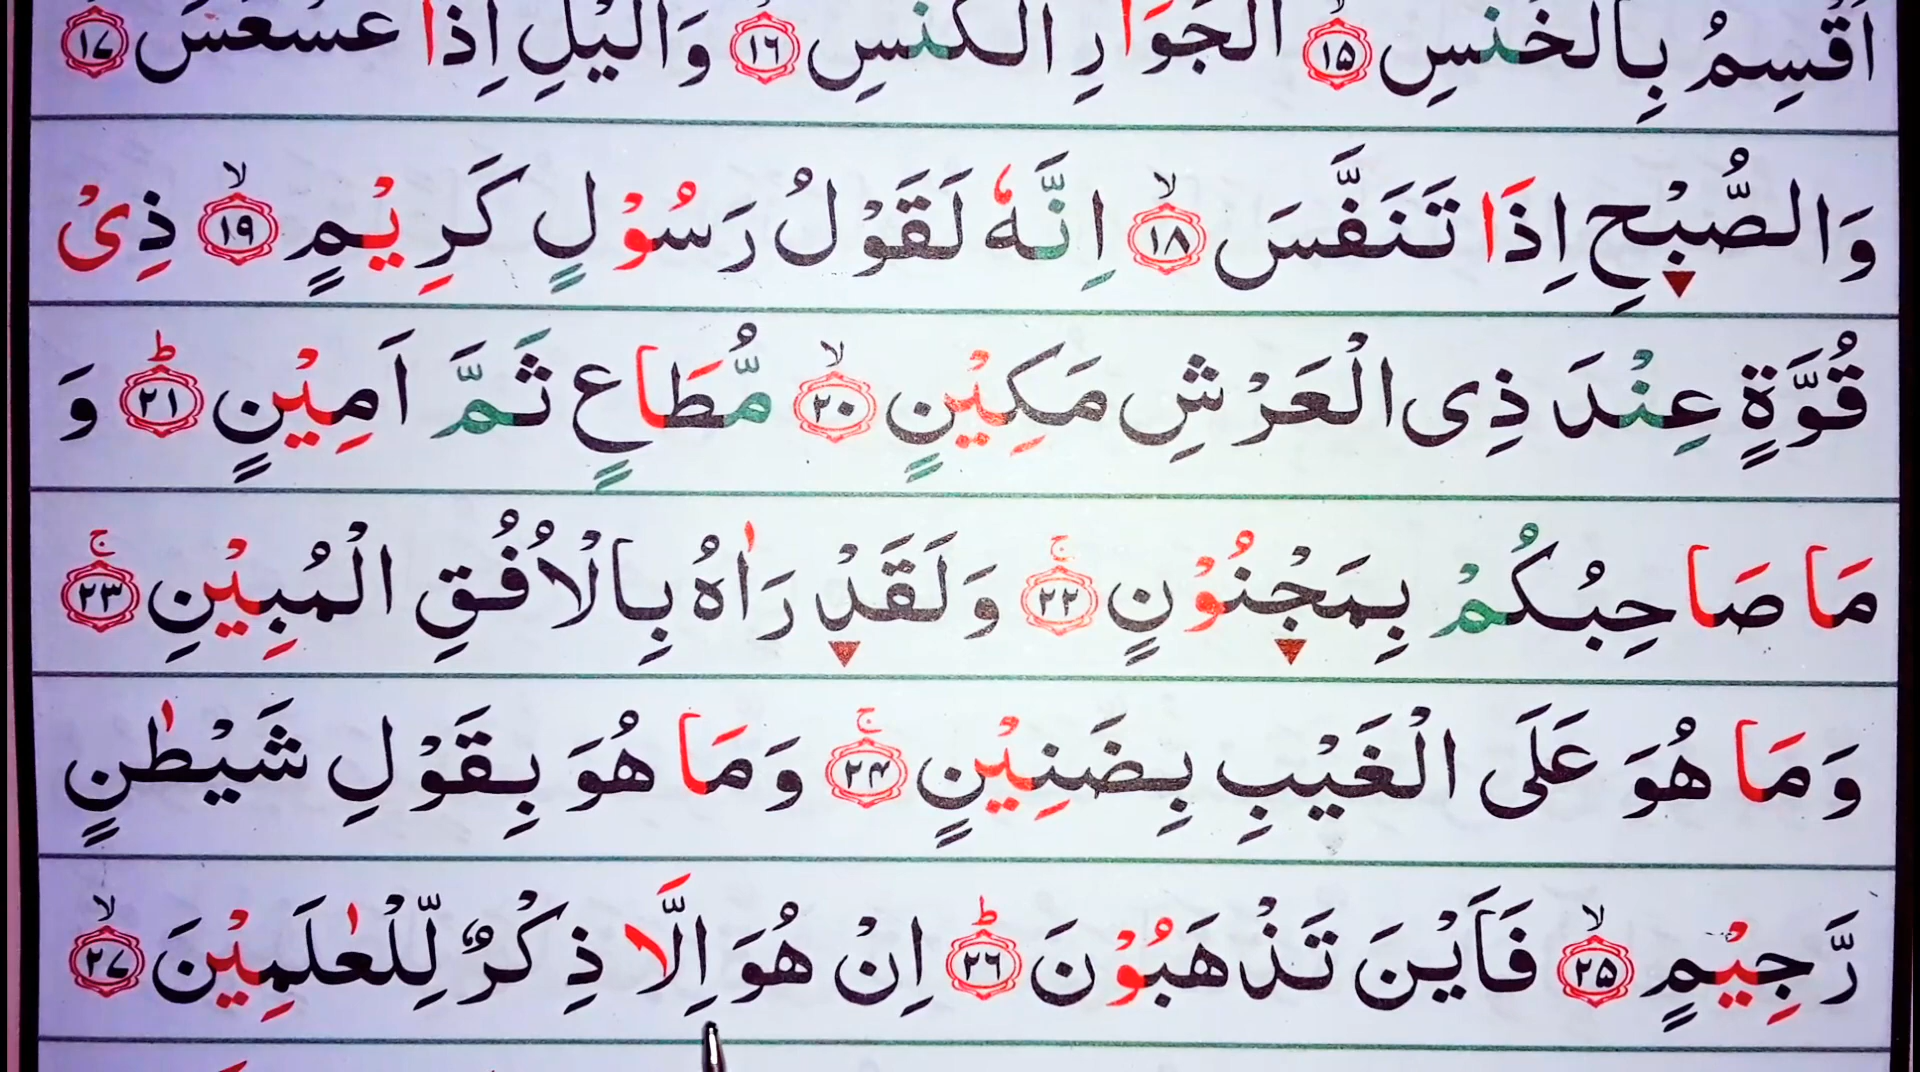 اُقْسِمُ بِالْخُنَّسِ ۙ﴿۱۵﴾ الْجَوَارِ الْكُنَّسِ ۙ﴿۱۶﴾ وَالَّيْلِ اِذَا عَسْعَسَ ۙ﴿۱۷﴾
وَالصُّبْحِ اِذَا تَنَفَّسَ ۙ﴿۱۸﴾ اِنَّهٗ لَقَوْلُ رَسُوْلٍ كَرِيْمٍ ۙ﴿۱۹﴾ ذِیْ
قُوَّةٍ عِنْدَ ذِی الْعَرْشِ مَكِيْنٍ ۙ﴿۲۰﴾ مُّطَاعٍ ثَمَّ اَمِيْنٍ ؕ﴿۲۱﴾ وَ
مَا صَاحِبُكُمْ بِمَجْنُوْنٍ ۚ﴿۲۲﴾ وَلَقَدْ رَاٰهُ بِالْاُفُقِ الْمُبِيْنِ ۚ﴿۲۳﴾
وَمَا هُوَ عَلَی الْغَيْبِ بِضَنِيْنٍ ۚ﴿۲۴﴾ وَمَا هُوَ بِقَوْلِ شَيْطٰنٍ
رَّجِيْمٍ ۙ﴿۲۵﴾ فَاَيْنَ تَذْهَبُوْنَ ؕ﴿۲۶﴾ اِنْ هُوَ اِلَّا ذِكْرٌ لِّلْعٰلَمِيْنَ ۙ﴿۲۷﴾